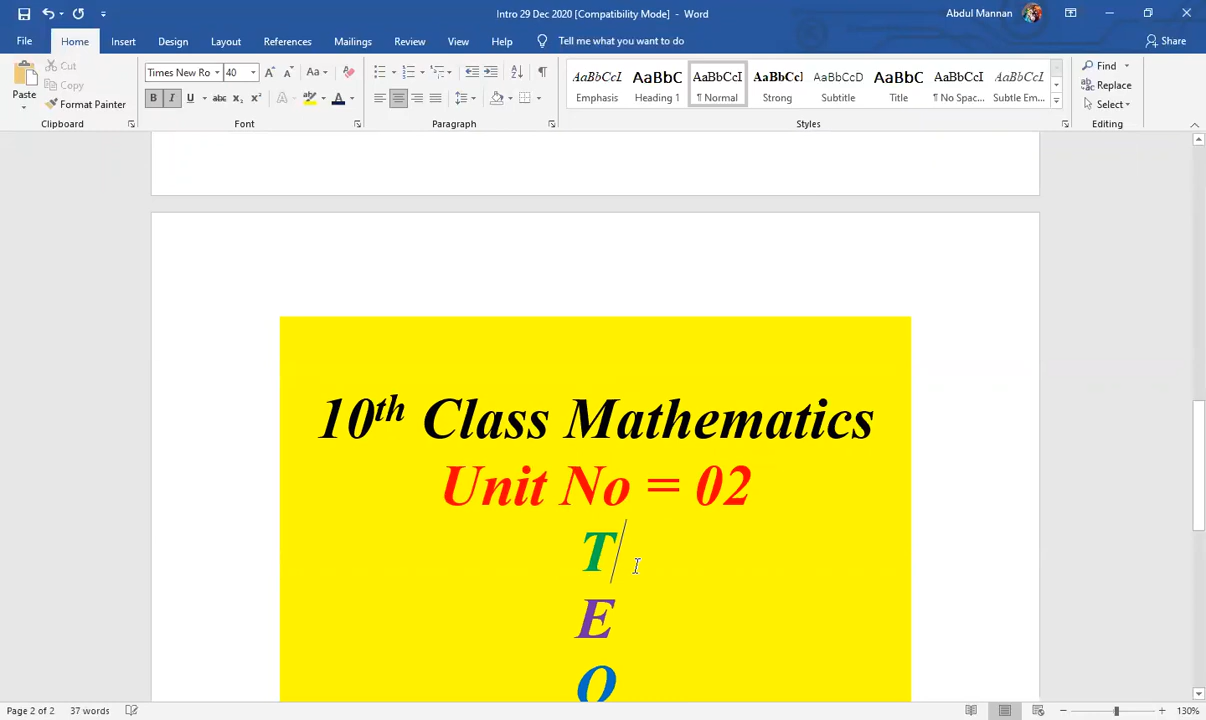 Intro 29 Dec 2020 [Compatibility Mode] - Word
Abdul Mannan
File Home Insert Design Layout References Mailings Review View Help Tell me what you want to do Share
Paste
Cut
Copy
Format Painter
Clipboard
Times New Ro 40
Aa
B I U abc x₂ x² A A
Font
Paragraph
AaBbCcI AaBbC AaBbCcI AaBbCcI AaBbCcD AaBbC AaBbCcI AaBbCcI
Emphasis Heading 1 ¶ Normal Strong Subtitle Title ¶ No Spac... Subtle Em...
Styles
Find
Replace
Select
Editing
10th Class Mathematics
Unit No = 02
T
E
Q
Page 2 of 2 37 words 130%